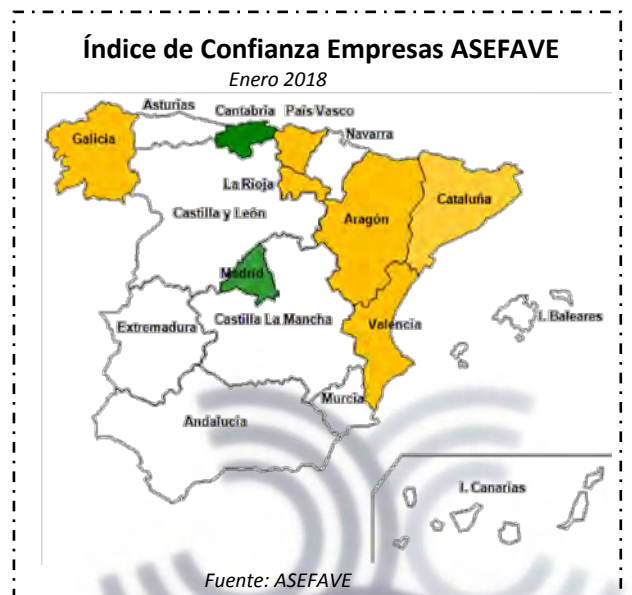 Índice de Confianza Empresas ASEFAVE
Enero 2018
Asturias
Cantabria
País Vasco
Navarra
Galicia
La Rioja
Castilla y León
Aragón
Cataluña
Madrid
Castilla La Mancha
Valencia
I. Baleares
Extremadura
Murcia
Andalucía
I. Canarias
Fuente: ASEFAVE